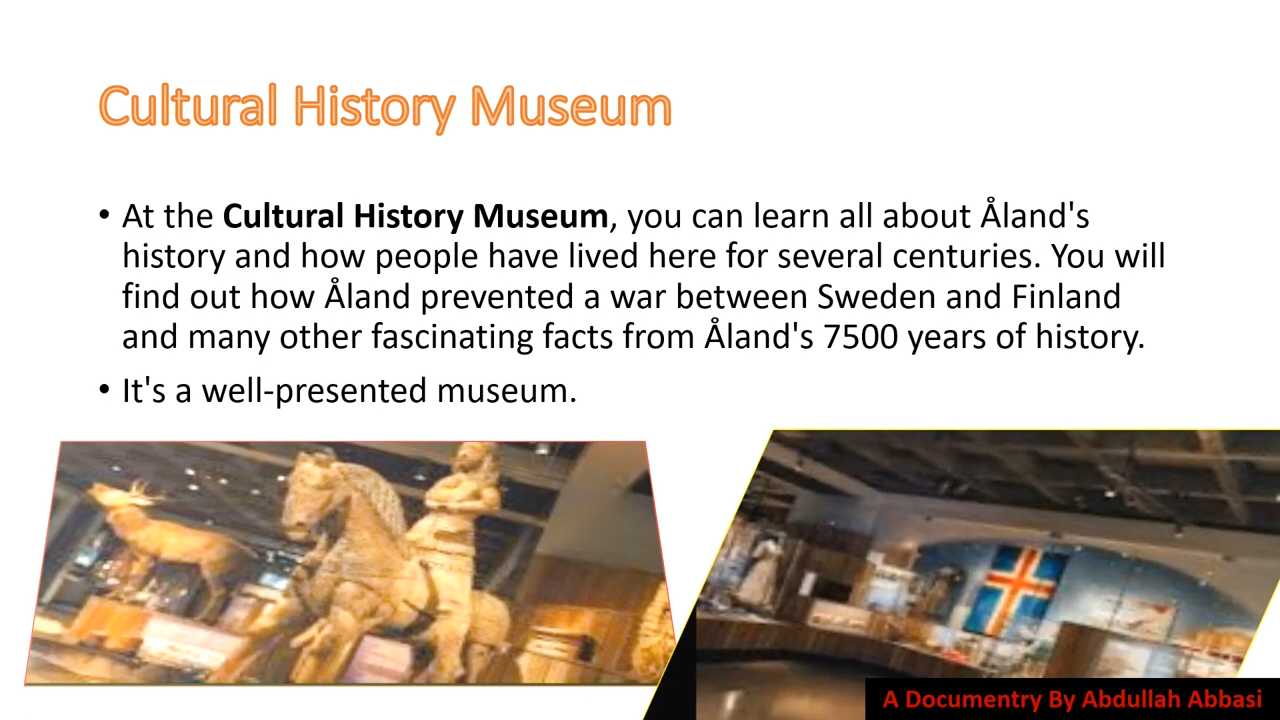 Cultural History Museum
• At the Cultural History Museum, you can learn all about Åland's
history and how people have lived here for several centuries. You will
find out how Åland prevented a war between Sweden and Finland
and many other fascinating facts from Åland's 7500 years of history.
• It's a well-presented museum.
A Documentry By Abdullah Abbasi